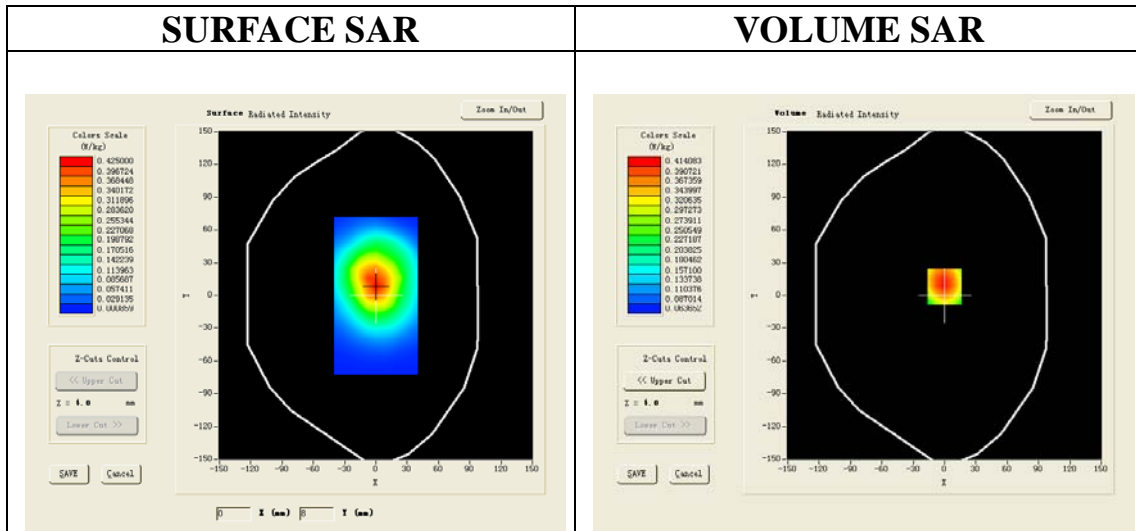 SURFACE SAR
VOLUME SAR
Surface Radiated Intensity
Zoom In/Out
Colors Scale
(W/kg)
0.425000
0.396724
0.368448
0.340172
0.311896
0.283620
0.255344
0.227068
0.198792
0.170516
0.142239
0.113963
0.085687
0.057411
0.029135
0.000859
150
120
90
60
30
0
-30
-60
-90
-120
-150
Y
-150 -120 -90 -60 -30 0 30 60 90 120 150
X
Z-Cuts Control
<< Upper Cut
Z = 4.0 mm
Lower Cut >>
SAVE Cancel
0 X (mm) 8 Y (mm)
Volume Radiated Intensity
Zoom In/Out
Colors Scale
(W/kg)
0.414083
0.390721
0.367359
0.343997
0.320635
0.297273
0.273911
0.250549
0.227187
0.203825
0.180462
0.157100
0.133738
0.110376
0.087014
0.063652
150
120
90
60
30
0
-30
-60
-90
-120
-150
Y
-150 -120 -90 -60 -30 0 30 60 90 120 150
X
Z-Cuts Control
<< Upper Cut
Z = 4.0 mm
Lower Cut >>
SAVE Cancel